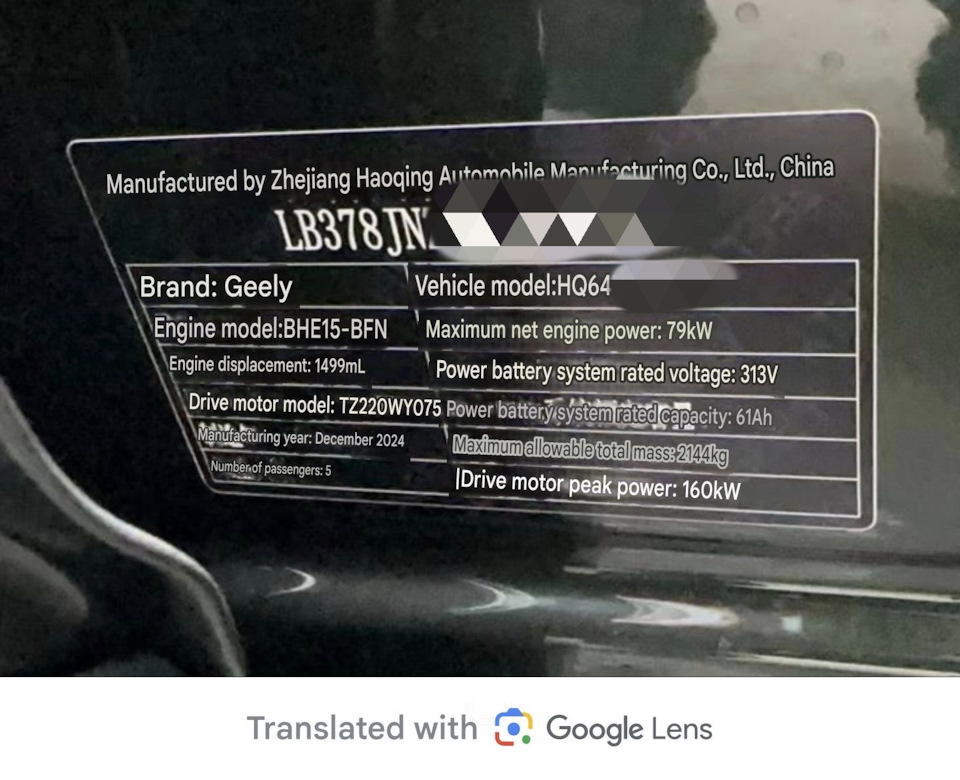 Manufactured by Zhejiang Haoqing Automobile Manufacturing Co., Ltd., China
LB378JN
Brand: Geely
Vehicle model:HQ64
Engine model:BHE15-BFN
Maximum net engine power: 79kW
Engine displacement: 1499mL
Power battery system rated voltage: 313V
Drive motor model: TZ220WY075
Power battery system rated capacity: 61Ah
Manufacturing year: December 2024
Maximum allowable total mass: 2144kg
Number of passengers: 5
|Drive motor peak power: 160kW
Translated with Google Lens